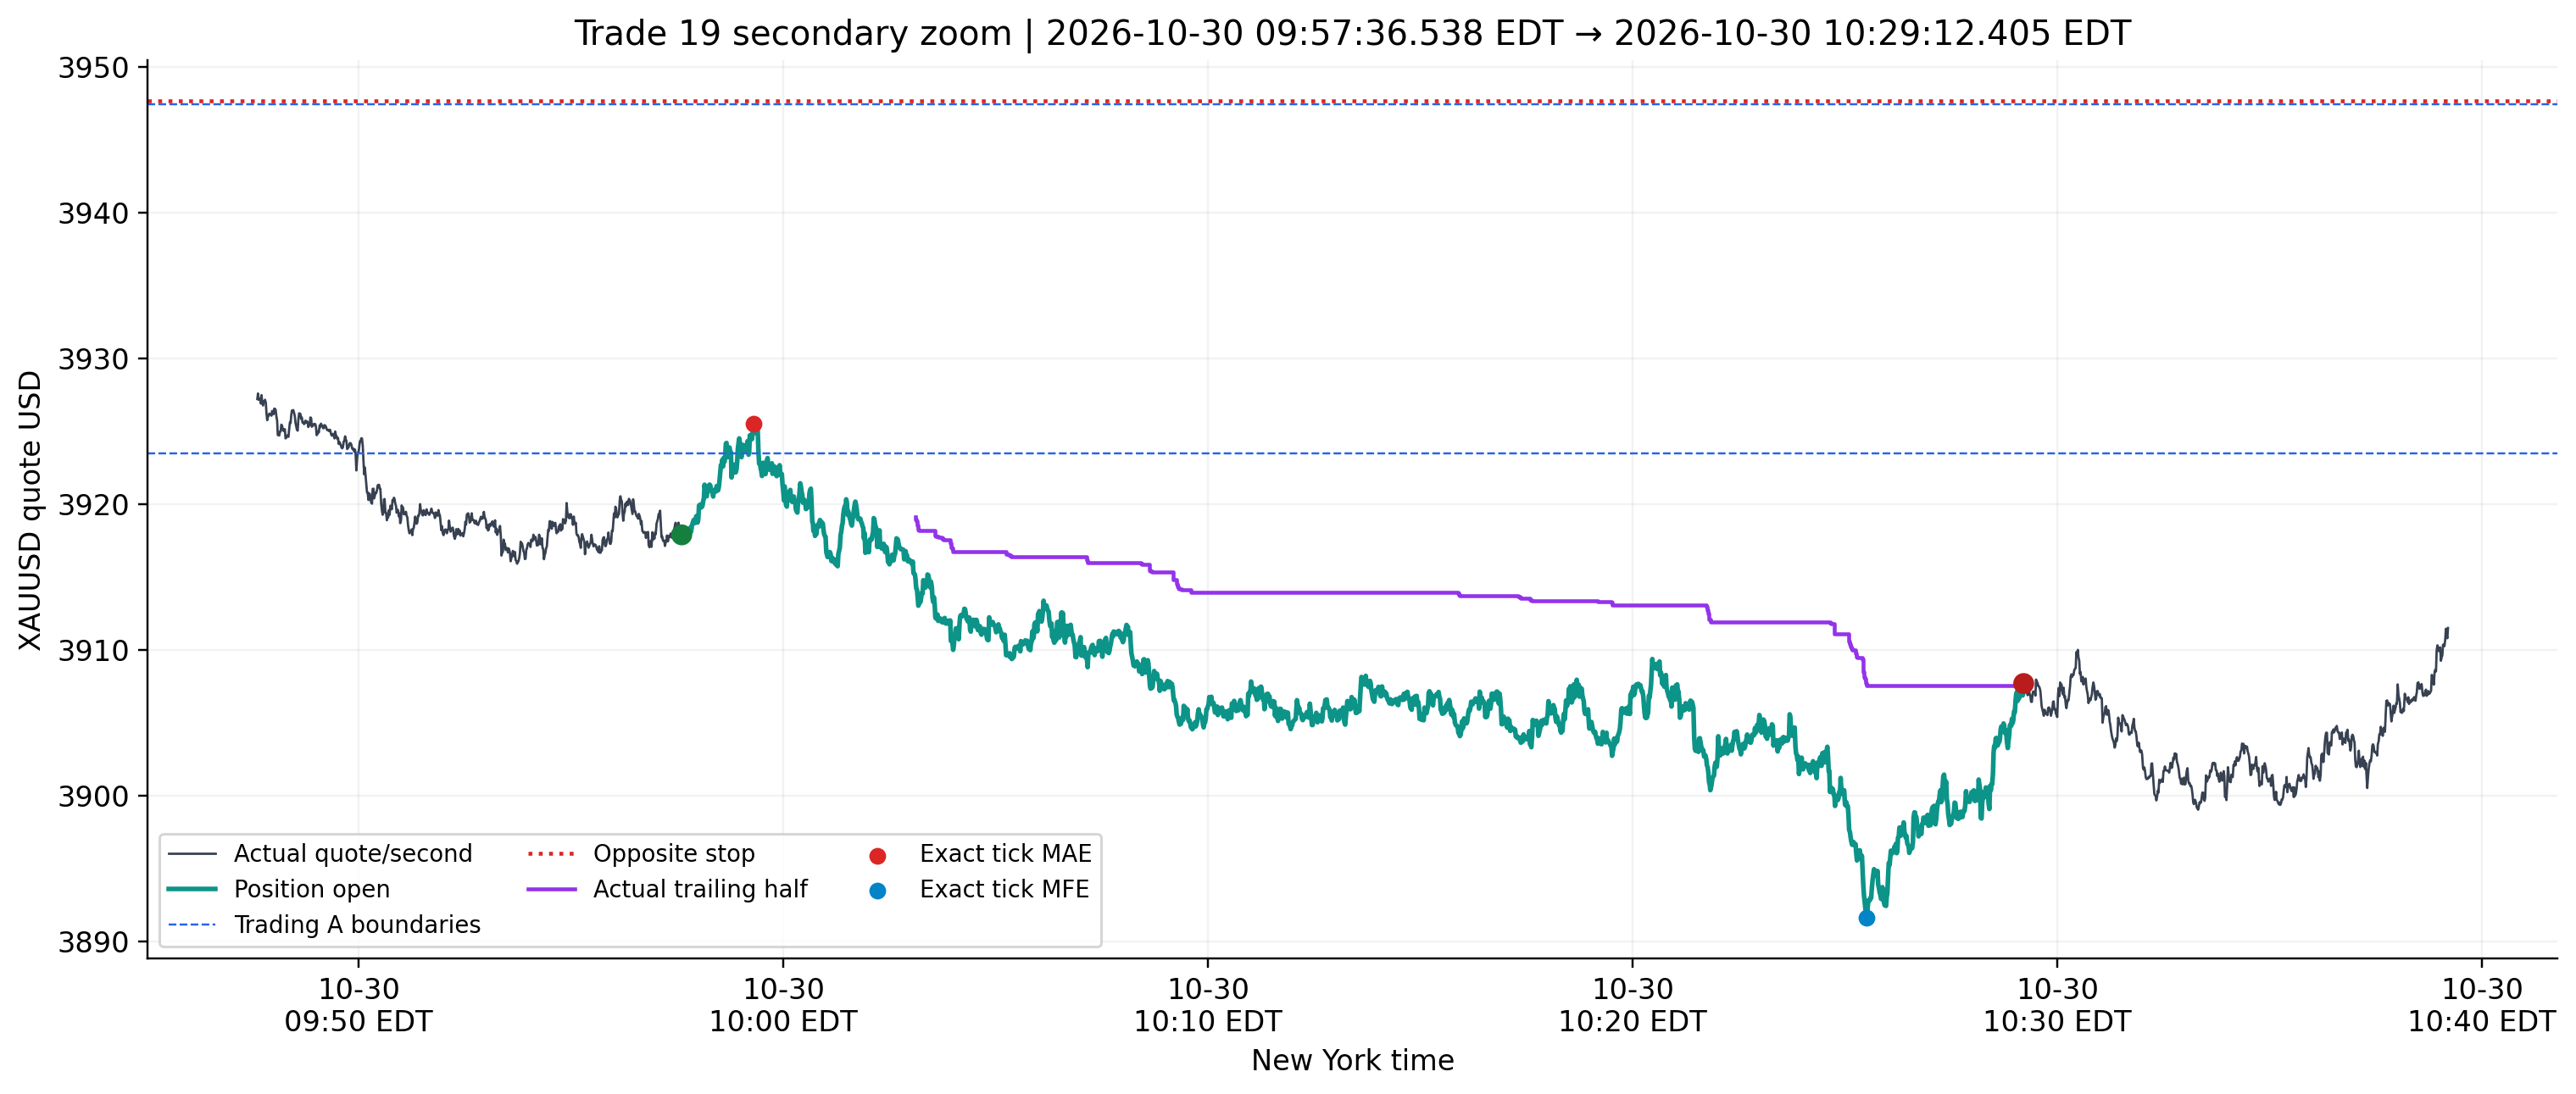 Trade 19 secondary zoom | 2026-10-30 09:57:36.538 EDT → 2026-10-30 10:29:12.405 EDT
XAUUSD quote USD
3950
3940
3930
3920
3910
3900
3890
Actual quote/second
Position open
Trading A boundaries
Opposite stop
Actual trailing half
Exact tick MAE
Exact tick MFE
10-30
09:50 EDT
10-30
10:00 EDT
10-30
10:10 EDT
10-30
10:20 EDT
10-30
10:30 EDT
10-30
10:40 EDT
New York time